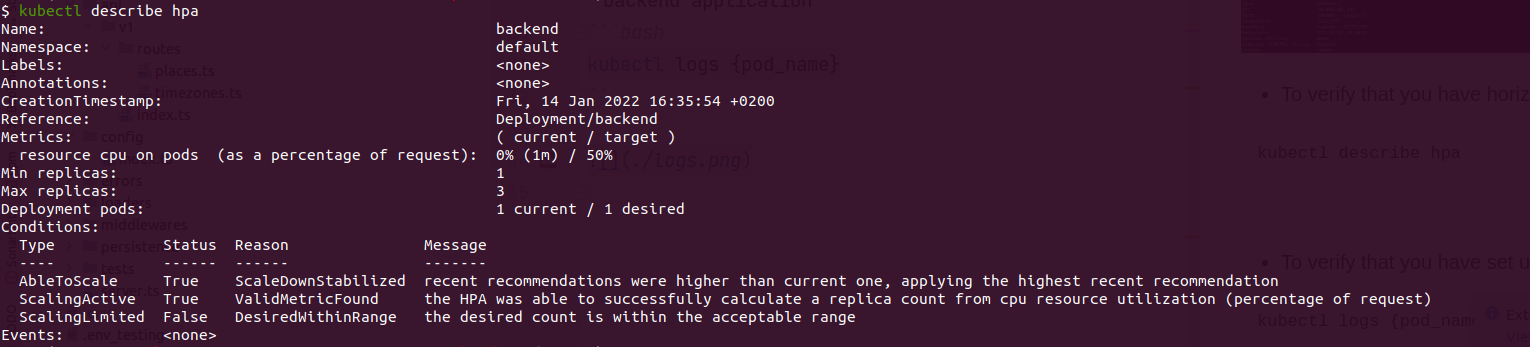 $ kubectl describe hpa
Name:                                                  backend
Namespace:                                             default
Labels:                                                <none>
Annotations:                                           <none>
CreationTimestamp:                                     Fri, 14 Jan 2022 16:35:54 +0200
Reference:                                             Deployment/backend
Metrics:                                               ( current / target )
  resource cpu on pods  (as a percentage of request):  0% (1m) / 50%
Min replicas:                                          1
Max replicas:                                          3
Deployment pods:                                       1 current / 1 desired
Conditions:
  Type            Status  Reason               Message
  ----            ------  ------               -------
  AbleToScale     True    ScaleDownStabilized  recent recommendations were higher than current one, applying the highest recent recommendation
  ScalingActive   True    ValidMetricFound     the HPA was able to successfully calculate a replica count from cpu resource utilization (percentage of request)
  ScalingLimited  False   DesiredWithinRange   the desired count is within the acceptable range
Events:           <none>
v1
routes
places.ts
timezones.ts
index.ts
config
middlewares
tests
.env_testing
backend application
bash
kubectl logs {pod_name}
(./logs.png)
To verify that you have horiz
kubectl describe hpa
To verify that you have set u
kubectl logs {pod_name
Ext